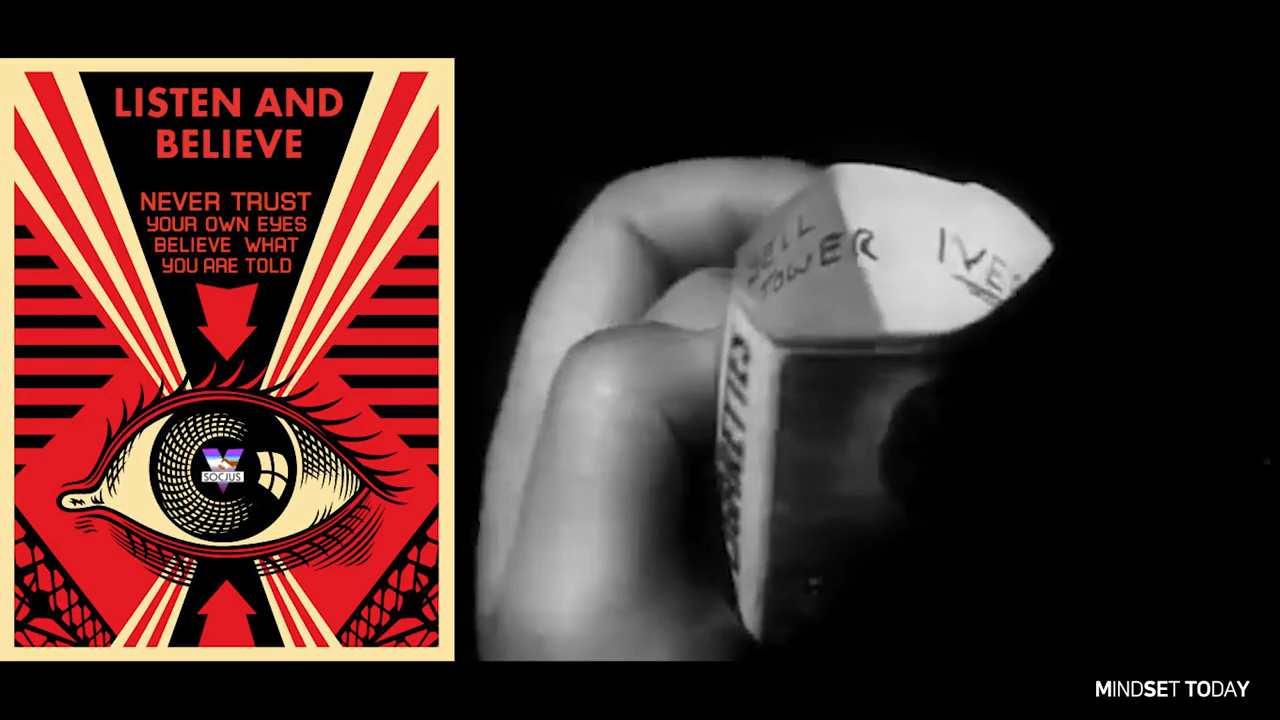 LISTEN AND
BELIEVE
NEVER TRUST
YOUR OWN EYES
BELIEVE WHAT
YOU ARE TOLD
SOCJUS
TOWER
MINDSET TODAY